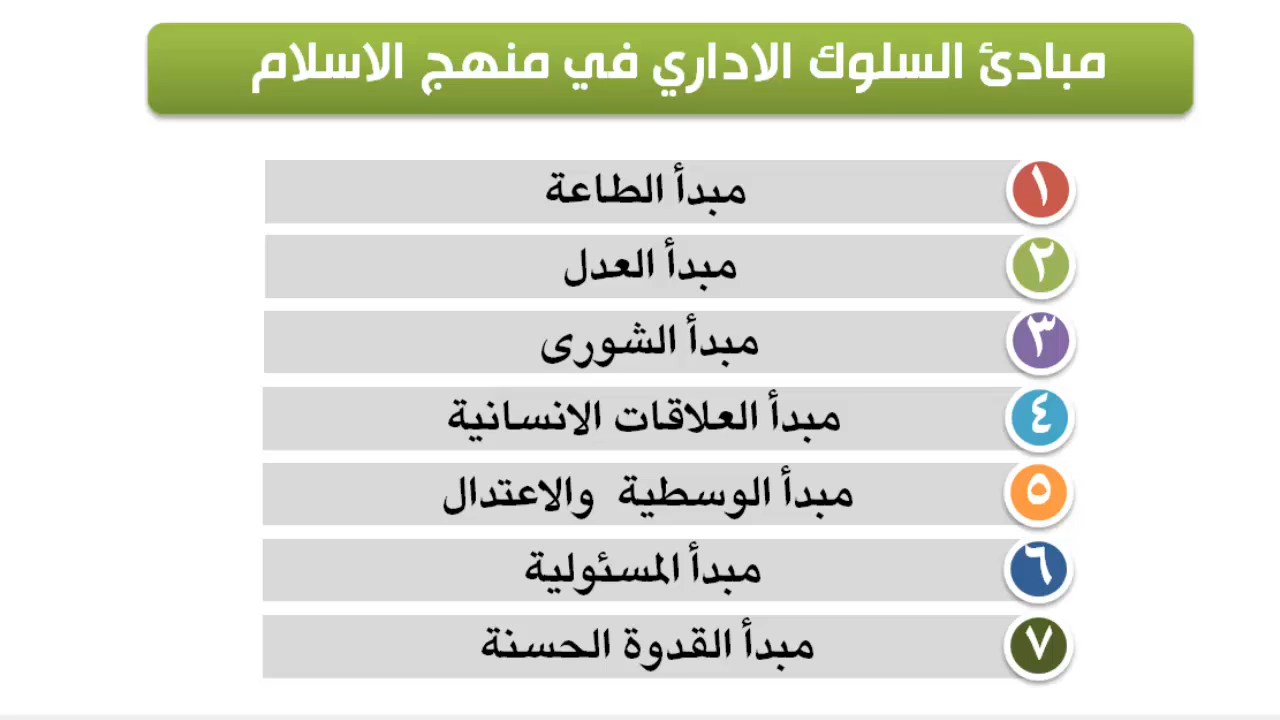 مبادئ السلوك الاداري في منهج الاسلام
١ مبدأ الطاعة
٢ مبدأ العدل
٣ مبدأ الشورى
٤ مبدأ العلاقات الانسانية
٥ مبدأ الوسطية والاعتدال
٦ مبدأ المسئولية
٧ مبدأ القدوة الحسنة